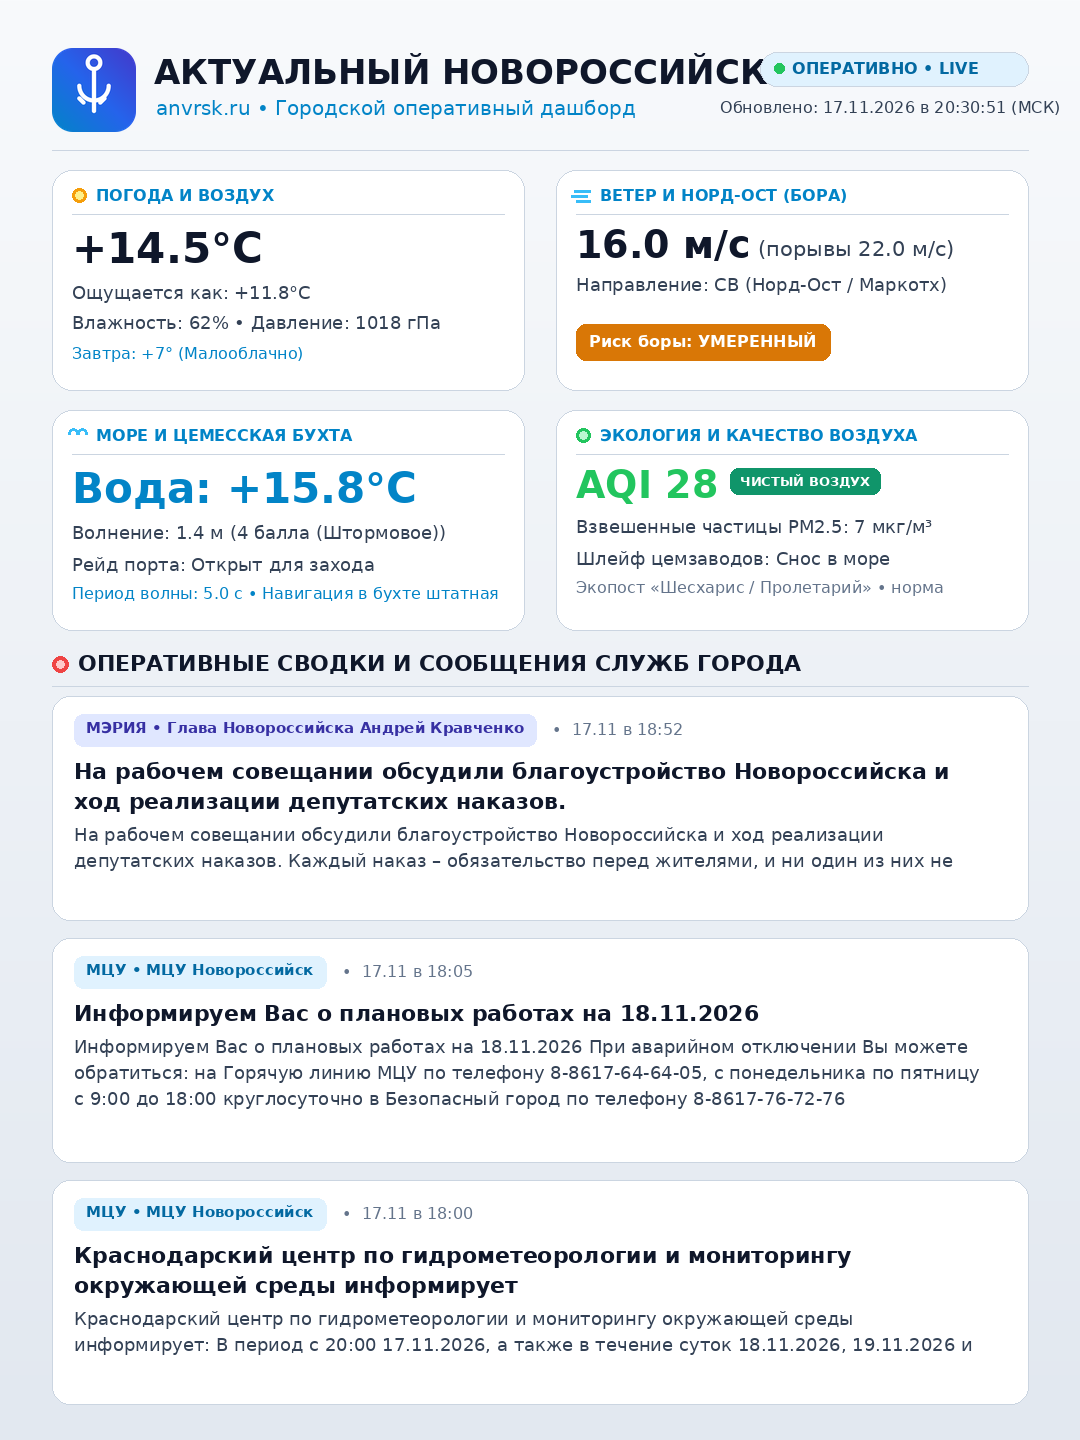 АКТУАЛЬНЫЙ НОВОРОССИЙСК
ОПЕРАТИВНО • LIVE
anvrsk.ru • Городской оперативный дашборд
Обновлено: 17.11.2026 в 20:30:51 (МСК)
ПОГОДА И ВОЗДУХ
+14.5°C
Ощущается как: +11.8°C
Влажность: 62% • Давление: 1018 гПа
Завтра: +7° (Малооблачно)
ВЕТЕР И НОРД-ОСТ (БОРА)
16.0 м/с (порывы 22.0 м/с)
Направление: СВ (Норд-Ост / Маркотх)
Риск боры: УМЕРЕННЫЙ
МОРЕ И ЦЕМЕССКАЯ БУХТА
Вода: +15.8°C
Волнение: 1.4 м (4 балла (Штормовое))
Рейд порта: Открыт для захода
Период волны: 5.0 с • Навигация в бухте штатная
ЭКОЛОГИЯ И КАЧЕСТВО ВОЗДУХА
AQI 28 ЧИСТЫЙ ВОЗДУХ
Взвешенные частицы PM2.5: 7 мкг/м³
Шлейф цемзаводов: Снос в море
Экопост «Шесхарис / Пролетарий» • норма
ОПЕРАТИВНЫЕ СВОДКИ И СООБЩЕНИЯ СЛУЖБ ГОРОДА
МЭРИЯ • Глава Новороссийска Андрей Кравченко • 17.11 в 18:52
На рабочем совещании обсудили благоустройство Новороссийска и
ход реализации депутатских наказов.
На рабочем совещании обсудили благоустройство Новороссийска и ход реализации
депутатских наказов. Каждый наказ – обязательство перед жителями, и ни один из них не
МЦУ • МЦУ Новороссийск • 17.11 в 18:05
Информируем Вас о плановых работах на 18.11.2026
Информируем Вас о плановых работах на 18.11.2026 При аварийном отключении Вы можете
обратиться: на Горячую линию МЦУ по телефону 8-8617-64-64-05, с понедельника по пятницу
с 9:00 до 18:00 круглосуточно в Безопасный город по телефону 8-8617-76-72-76
МЦУ • МЦУ Новороссийск • 17.11 в 18:00
Краснодарский центр по гидрометеорологии и мониторингу
окружающей среды информирует
Краснодарский центр по гидрометеорологии и мониторингу окружающей среды
информирует: В период с 20:00 17.11.2026, а также в течение суток 18.11.2026, 19.11.2026 и